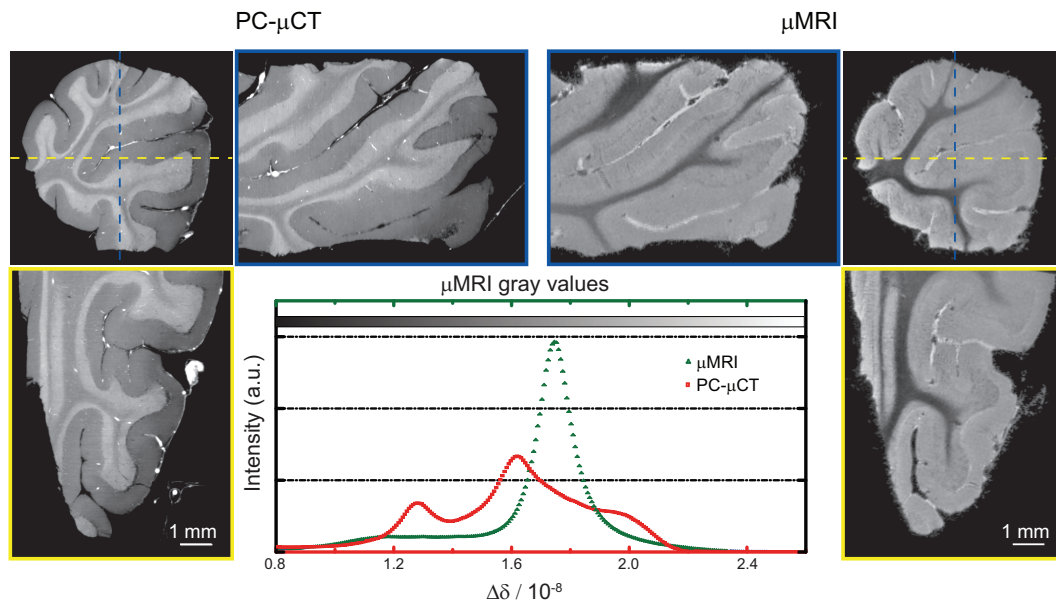 PC-μCT
μMRI
μMRI gray values
μMRI
PC-μCT
Intensity (a.u.)
1 mm
1 mm
0.8 1.2 1.6 2.0 2.4
Δδ / 10⁻⁸